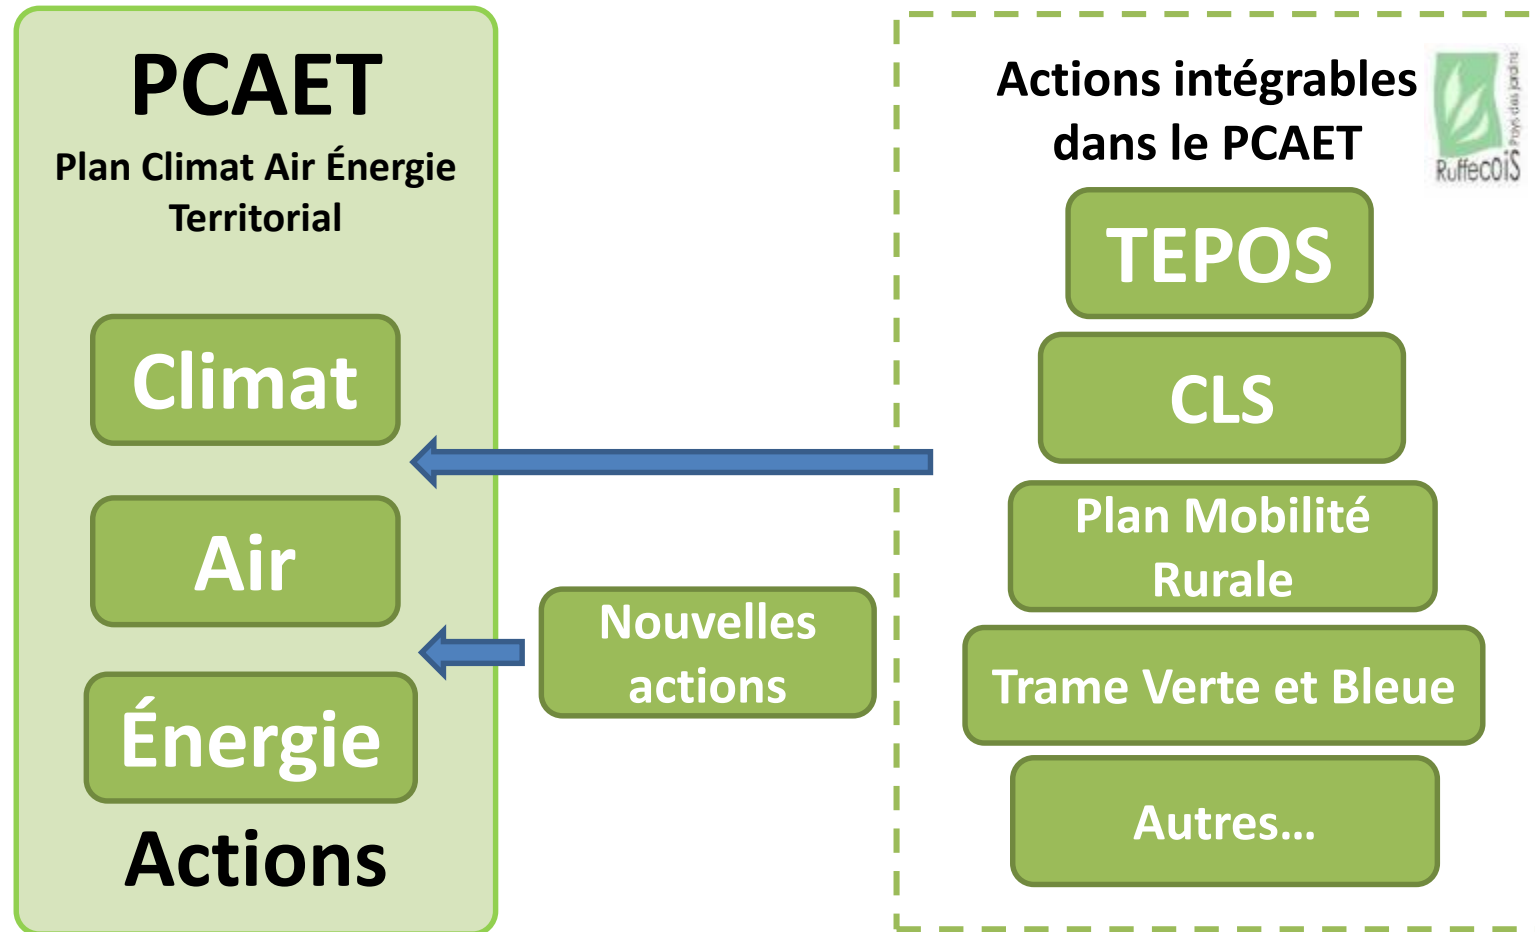 PCAET
Plan Climat Air Énergie
Territorial
Climat
Air
Énergie
Actions
Nouvelles
actions
Actions intégrables
dans le PCAET
Ruffecois
Pays des jardins
TEPOS
CLS
Plan Mobilité
Rurale
Trame Verte et Bleue
Autres…